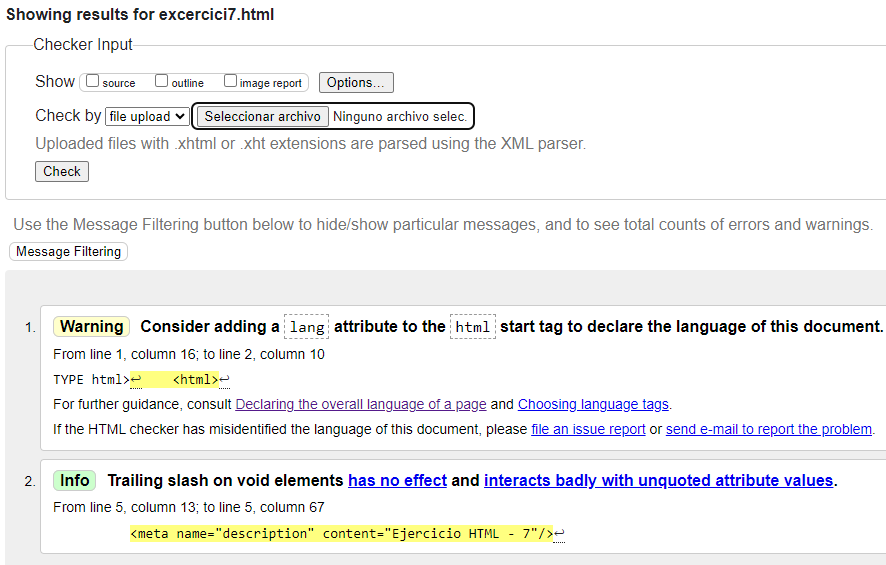 Showing results for excercici7.html
Checker Input
Show source outline image report Options...
Check by file upload Seleccionar archivo Ninguno archivo selec.
Uploaded files with .xhtml or .xht extensions are parsed using the XML parser.
Check
Use the Message Filtering button below to hide/show particular messages, and to see total counts of errors and warnings.
Message Filtering
1. Warning Consider adding a lang attribute to the html start tag to declare the language of this document.
From line 1, column 16; to line 2, column 10
TYPE html>↩    <html>↩
For further guidance, consult Declaring the overall language of a page and Choosing language tags.
If the HTML checker has misidentified the language of this document, please file an issue report or send e-mail to report the problem.
2. Info Trailing slash on void elements has no effect and interacts badly with unquoted attribute values.
From line 5, column 13; to line 5, column 67
<meta name="description" content="Ejercicio HTML - 7"/>↩